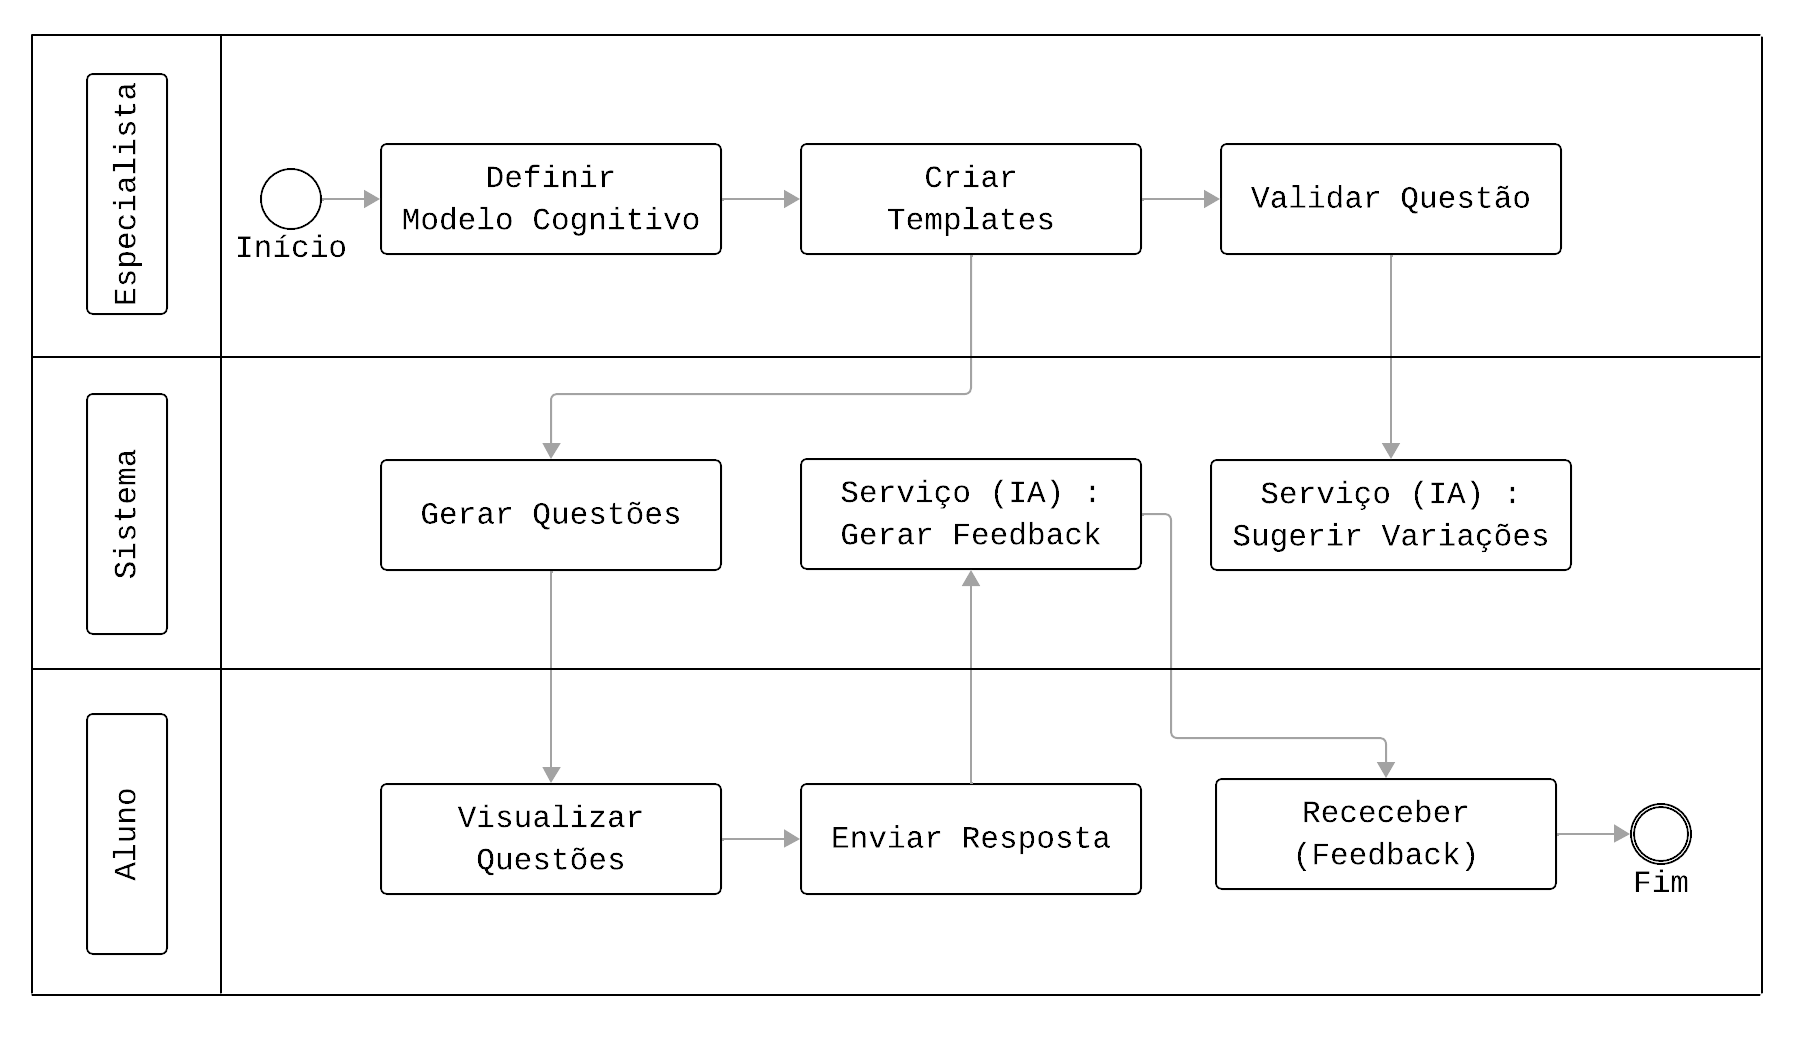 Especialista
Início
Definir
Modelo Cognitivo
Criar
Templates
Validar Questão
Sistema
Gerar Questões
Serviço (IA) :
Gerar Feedback
Serviço (IA) :
Sugerir Variações
Aluno
Visualizar
Questões
Enviar Resposta
Receceber
(Feedback)
Fim